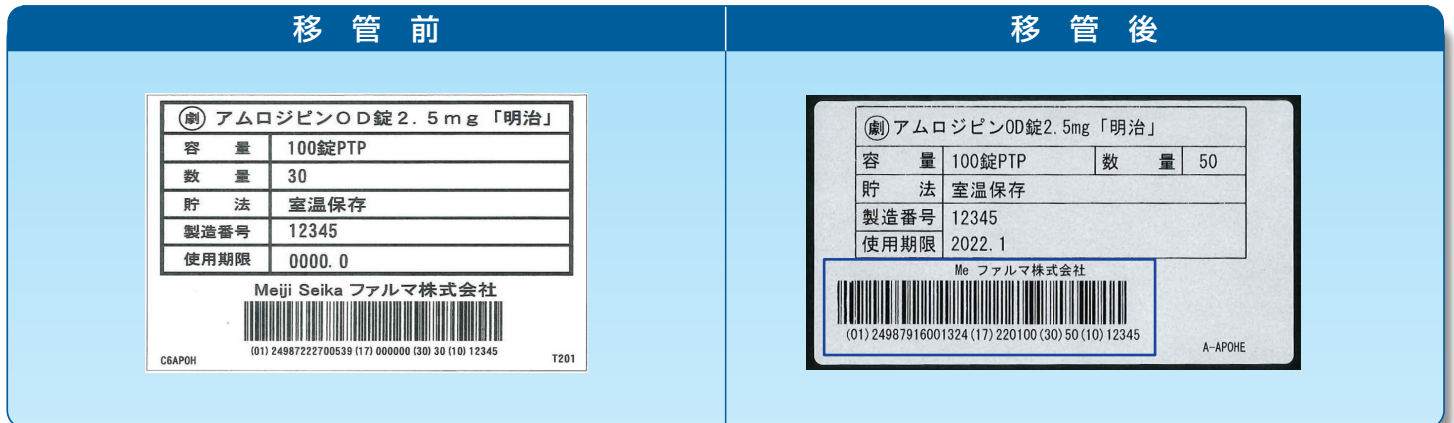 移管前
移管後
劇 アムロジピンOD錠2.5mg「明治」
容量 100錠PTP
数量 30
貯法 室温保存
製造番号 12345
使用期限 0000.0
Meiji Seika ファルマ株式会社
(01) 24987222700539 (17) 000000 (30) 30 (10) 12345
C6AP0H T201
劇 アムロジピンOD錠2.5mg「明治」
容量 100錠PTP 数量 50
貯法 室温保存
製造番号 12345
使用期限 2022.1
Me ファルマ株式会社
(01) 24987916001324 (17) 220100 (30) 50 (10) 12345
A-APOHE